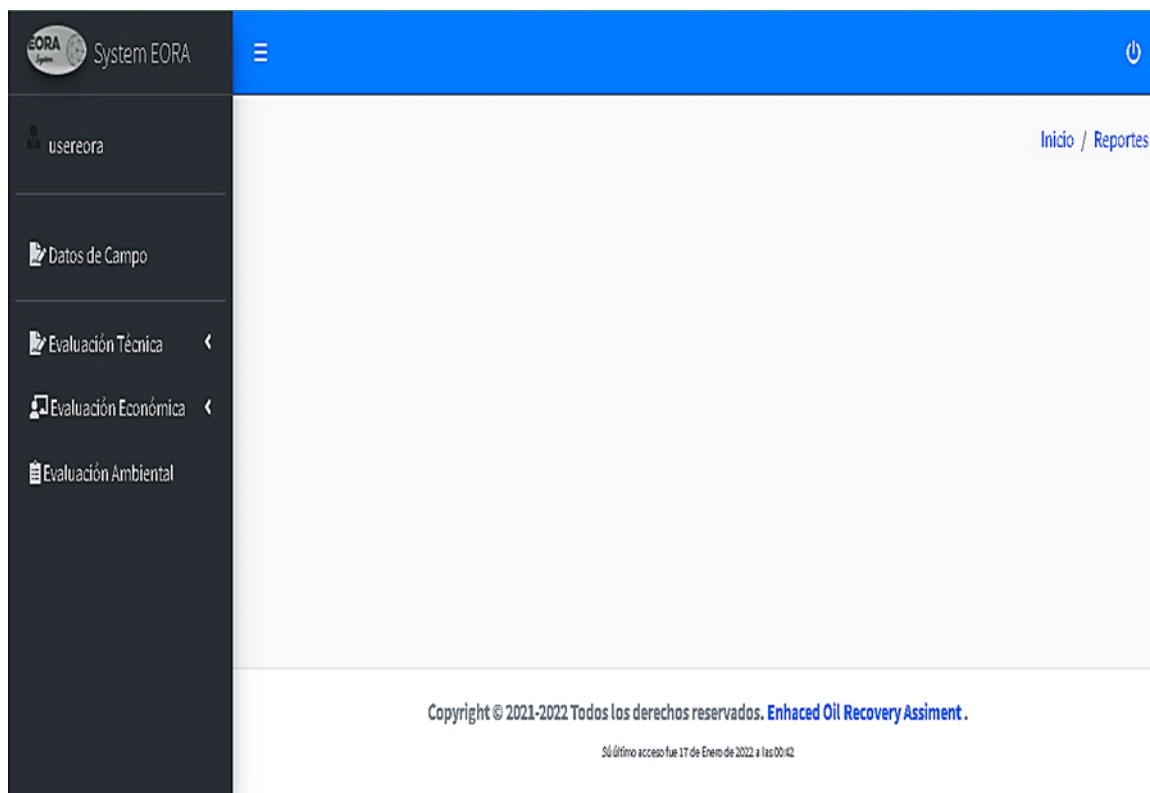 EORA
System
System EORA
usereora
Inicio / Reportes
Datos de Campo
Evaluación Técnica
Evaluación Económica
Evaluación Ambiental
Copyright © 2021-2022 Todos los derechos reservados. Enhaced Oil Recovery Assiment .
Sú último acceso fue 17 de Enero de 2022 a las 00:42